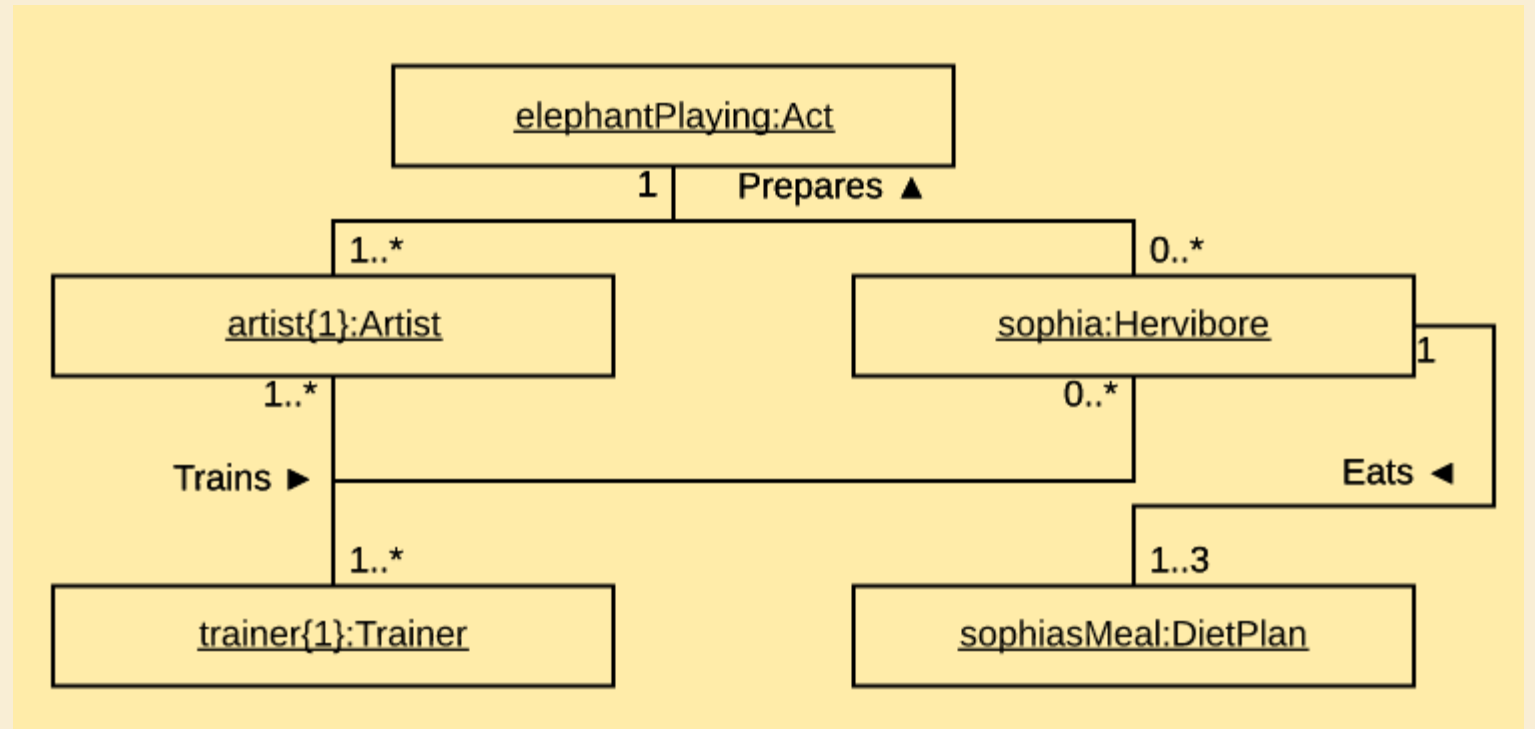 elephantPlaying:Act
1 Prepares ▲
1..* 0..*
artist{1}:Artist sophia:Hervibore
1
1..* 0..*
Trains ► Eats ◄
1..* 1..3
trainer{1}:Trainer sophiasMeal:DietPlan